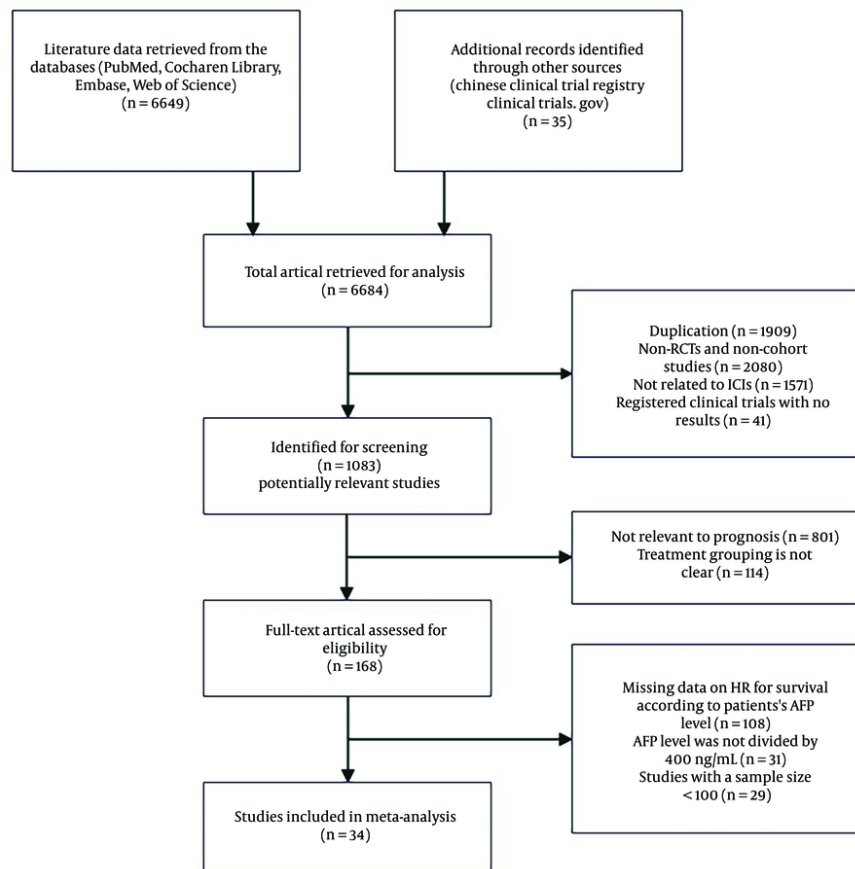 Literature data retrieved from the
databases (PubMed, Cocharen Library,
Embase, Web of Science)
(n = 6649)
Additional records identified
through other sources
(chinese clinical trial registry
clinical trials. gov)
(n = 35)
Total artical retrieved for analysis
(n = 6684)
Duplication (n = 1909)
Non-RCTs and non-cohort
studies (n = 2080)
Not related to ICIs (n = 1571)
Registered clinical trials with no
results (n = 41)
Identified for screening
(n = 1083)
potentially relevant studies
Not relevant to prognosis (n = 801)
Treatment grouping is not
clear (n = 114)
Full-text artical assessed for
eligibility
(n = 168)
Missing data on HR for survival
according to patients's AFP
level (n = 108)
AFP level was not divided by
400 ng/mL (n = 31)
Studies with a sample size
< 100 (n = 29)
Studies included in meta-analysis
(n = 34)